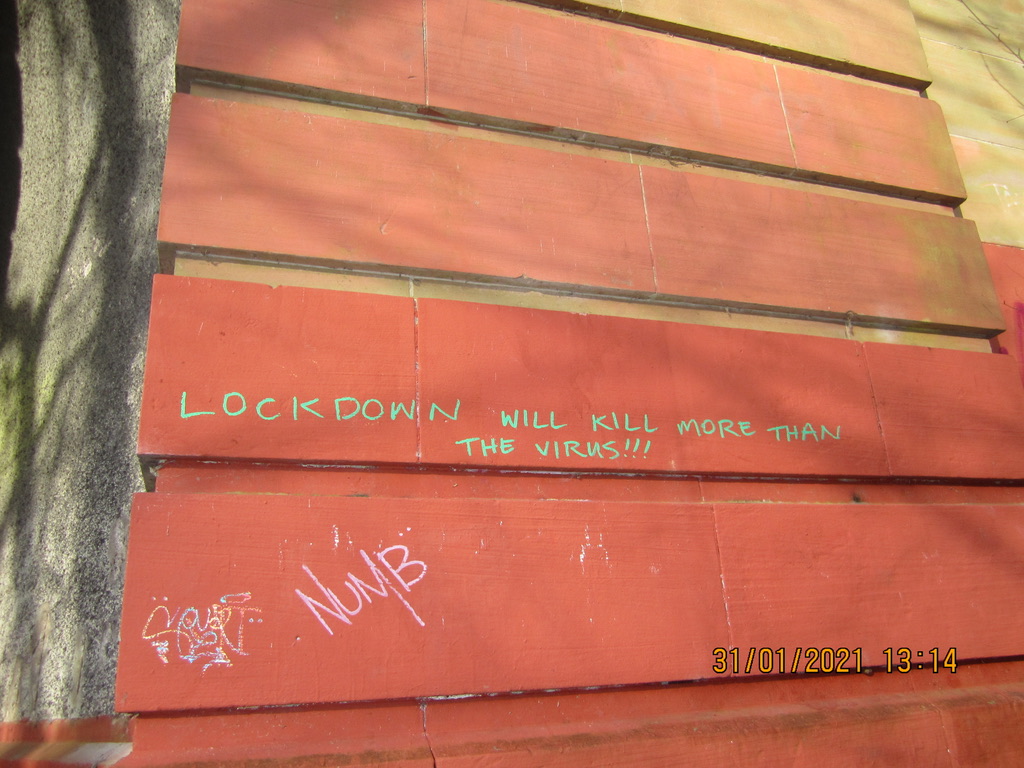 LOCKDOWN WILL KILL MORE THAN
THE VIRUS!!!
NUMB
31/01/2021 13:14